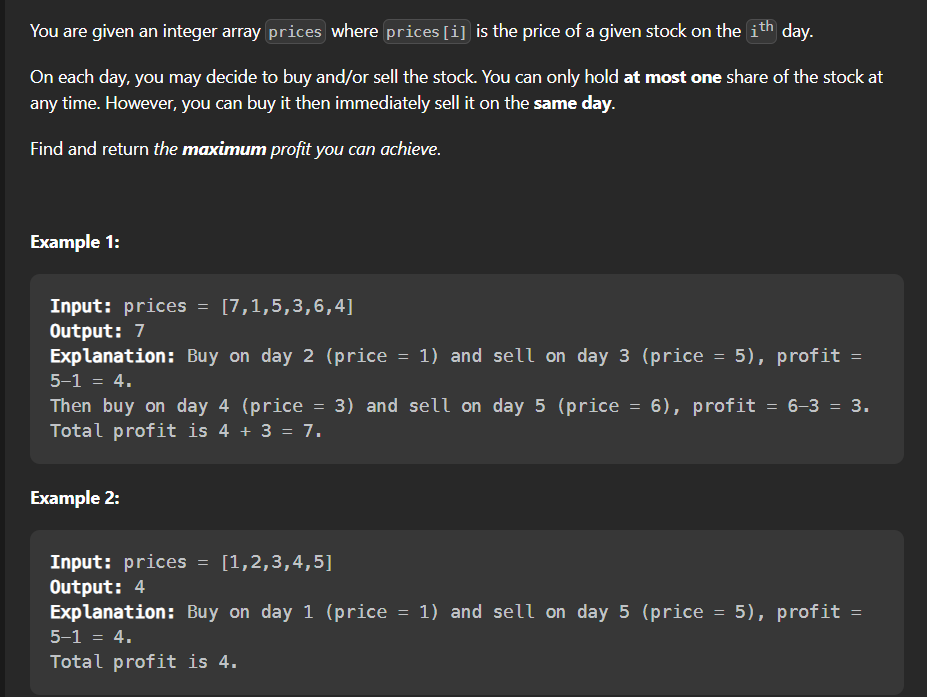 You are given an integer array prices where prices[i] is the price of a given stock on the ith day.
On each day, you may decide to buy and/or sell the stock. You can only hold at most one share of the stock at
any time. However, you can buy it then immediately sell it on the same day.
Find and return the maximum profit you can achieve.
Example 1:
Input: prices = [7,1,5,3,6,4]
Output: 7
Explanation: Buy on day 2 (price = 1) and sell on day 3 (price = 5), profit =
5-1 = 4.
Then buy on day 4 (price = 3) and sell on day 5 (price = 6), profit = 6-3 = 3.
Total profit is 4 + 3 = 7.
Example 2:
Input: prices = [1,2,3,4,5]
Output: 4
Explanation: Buy on day 1 (price = 1) and sell on day 5 (price = 5), profit =
5-1 = 4.
Total profit is 4.